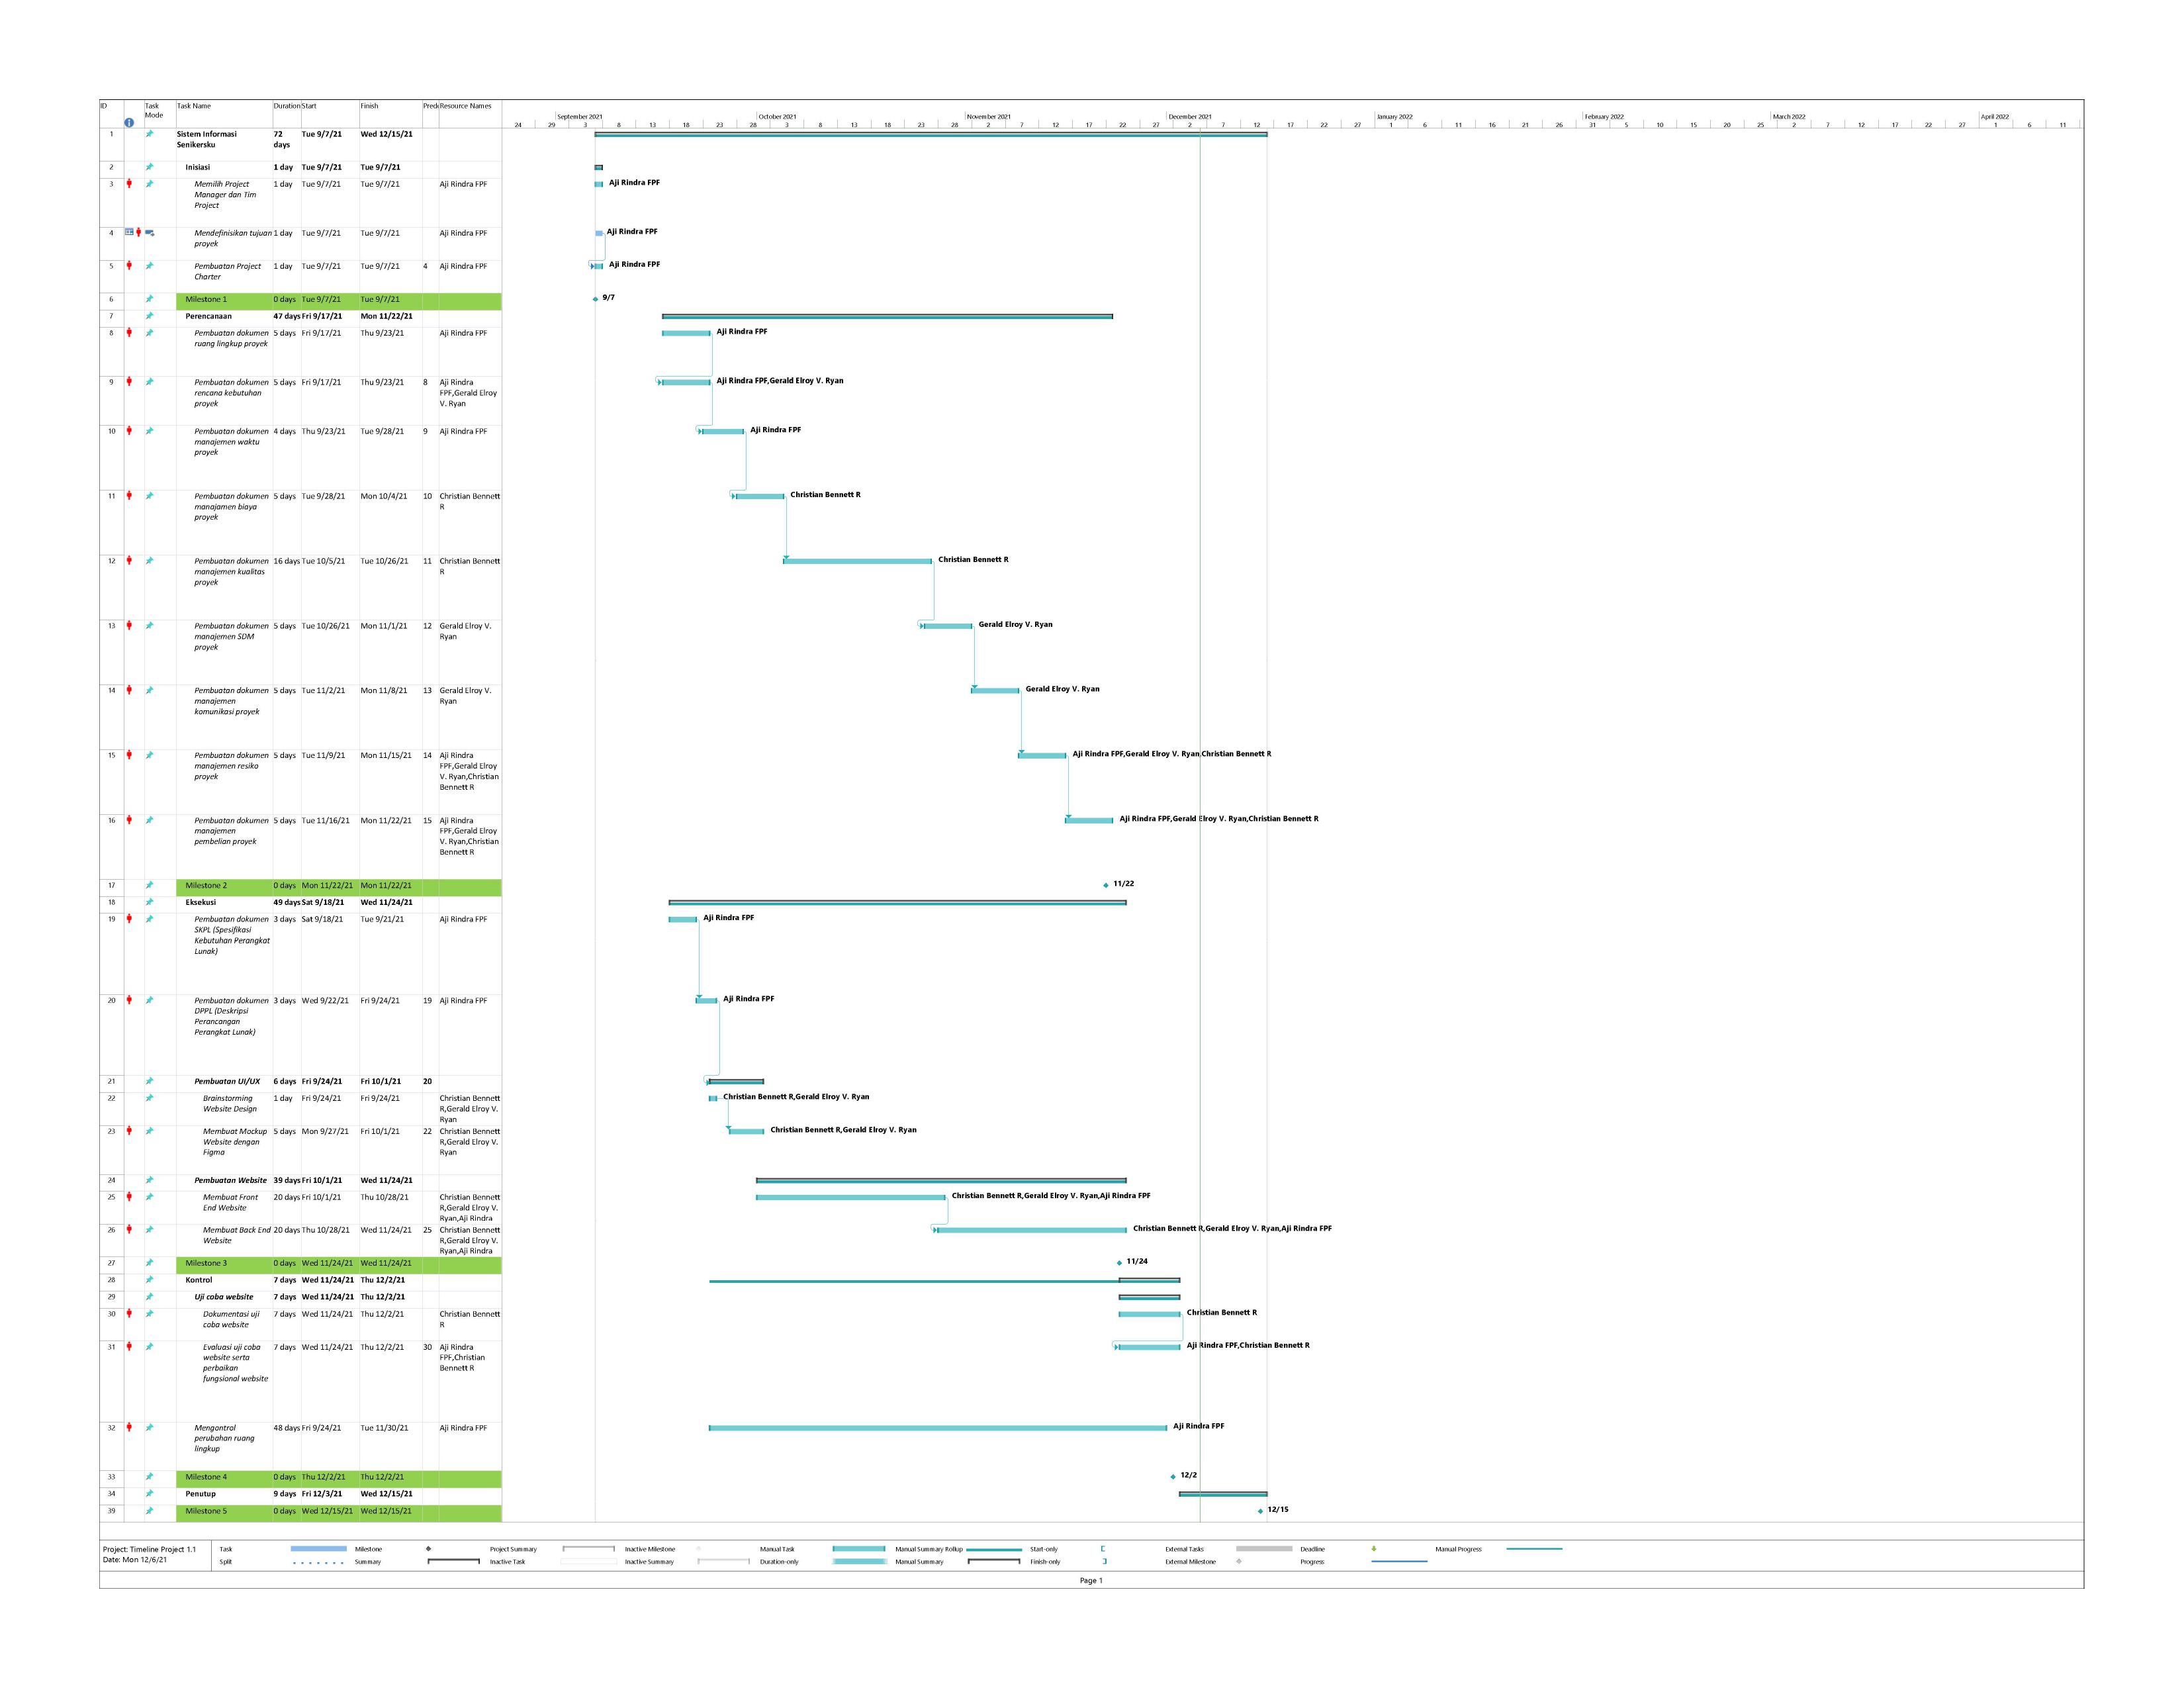 ID Task Mode Task Name Duration Start Finish Pred Resource Names
September 2021 October 2021 November 2021 December 2021 January 2022 February 2022 March 2022 April 2022
24 29 3 8 13 18 23 28 3 8 13 18 23 28 2 7 12 17 22 27 2 7 12 17 22 27 1 6 11 16 21 26 31 5 10 15 20 25 2 7 12 17 22 27 1 6 11
1 Sistem Informasi 72 Tue 9/7/21 Wed 12/15/21
Senikersku days
2 Inisiasi 1 day Tue 9/7/21 Tue 9/7/21
3 Memilih Project 1 day Tue 9/7/21 Tue 9/7/21 Aji Rindra FPF Aji Rindra FPF
Manager dan Tim
Project
4 Mendefinisikan tujuan 1 day Tue 9/7/21 Tue 9/7/21 Aji Rindra FPF Aji Rindra FPF
proyek
5 Pembuatan Project 1 day Tue 9/7/21 Tue 9/7/21 4 Aji Rindra FPF Aji Rindra FPF
Charter
6 Milestone 1 0 days Tue 9/7/21 Tue 9/7/21 9/7
7 Perencanaan 47 days Fri 9/17/21 Mon 11/22/21
8 Pembuatan dokumen 5 days Fri 9/17/21 Thu 9/23/21 Aji Rindra FPF Aji Rindra FPF
ruang lingkup proyek
9 Pembuatan dokumen 5 days Fri 9/17/21 Thu 9/23/21 8 Aji Rindra Aji Rindra FPF,Gerald Elroy V. Ryan
rencana kebutuhan FPF,Gerald Elroy
proyek V. Ryan
10 Pembuatan dokumen 4 days Thu 9/23/21 Tue 9/28/21 9 Aji Rindra FPF Aji Rindra FPF
manajemen waktu
proyek
11 Pembuatan dokumen 5 days Tue 9/28/21 Mon 10/4/21 10 Christian Bennett Christian Bennett R
manajamen biaya R
proyek
12 Pembuatan dokumen 16 days Tue 10/5/21 Tue 10/26/21 11 Christian Bennett Christian Bennett R
manajemen kualitas R
proyek
13 Pembuatan dokumen 5 days Tue 10/26/21 Mon 11/1/21 12 Gerald Elroy V. Gerald Elroy V. Ryan
manajemen SDM Ryan
proyek
14 Pembuatan dokumen 5 days Tue 11/2/21 Mon 11/8/21 13 Gerald Elroy V. Gerald Elroy V. Ryan
manajemen Ryan
komunikasi proyek
15 Pembuatan dokumen 5 days Tue 11/9/21 Mon 11/15/21 14 Aji Rindra Aji Rindra FPF,Gerald Elroy V. Ryan,Christian Bennett R
manajemen resiko FPF,Gerald Elroy
proyek V. Ryan,Christian
Bennett R
16 Pembuatan dokumen 5 days Tue 11/16/21 Mon 11/22/21 15 Aji Rindra Aji Rindra FPF,Gerald Elroy V. Ryan,Christian Bennett R
manajemen FPF,Gerald Elroy
pembelian proyek V. Ryan,Christian
Bennett R
17 Milestone 2 0 days Mon 11/22/21 Mon 11/22/21 11/22
18 Eksekusi 49 days Sat 9/18/21 Wed 11/24/21
19 Pembuatan dokumen 3 days Sat 9/18/21 Tue 9/21/21 Aji Rindra FPF Aji Rindra FPF
SKPL (Spesifikasi
Kebutuhan Perangkat
Lunak)
20 Pembuatan dokumen 3 days Wed 9/22/21 Fri 9/24/21 19 Aji Rindra FPF Aji Rindra FPF
DPPL (Deskripsi
Perancangan
Perangkat Lunak)
21 Pembuatan UI/UX 6 days Fri 9/24/21 Fri 10/1/21 20
22 Brainstorming 1 day Fri 9/24/21 Fri 9/24/21 Christian Bennett Christian Bennett R,Gerald Elroy V. Ryan
Website Design R,Gerald Elroy V.
Ryan
23 Membuat Mockup 5 days Mon 9/27/21 Fri 10/1/21 22 Christian Bennett Christian Bennett R,Gerald Elroy V. Ryan
Website dengan R,Gerald Elroy V.
Figma Ryan
24 Pembuatan Website 39 days Fri 10/1/21 Wed 11/24/21
25 Membuat Front 20 days Fri 10/1/21 Thu 10/28/21 Christian Bennett Christian Bennett R,Gerald Elroy V. Ryan,Aji Rindra FPF
End Website R,Gerald Elroy V.
Ryan,Aji Rindra
26 Membuat Back End 20 days Thu 10/28/21 Wed 11/24/21 25 Christian Bennett Christian Bennett R,Gerald Elroy V. Ryan,Aji Rindra FPF
Website R,Gerald Elroy V.
Ryan,Aji Rindra
27 Milestone 3 0 days Wed 11/24/21 Wed 11/24/21 11/24
28 Kontrol 7 days Wed 11/24/21 Thu 12/2/21
29 Uji coba website 7 days Wed 11/24/21 Thu 12/2/21
30 Dokumentasi uji 7 days Wed 11/24/21 Thu 12/2/21 Christian Bennett Christian Bennett R
coba website R
31 Evaluasi uji coba 7 days Wed 11/24/21 Thu 12/2/21 30 Aji Rindra Aji Rindra FPF,Christian Bennett R
website serta FPF,Christian
perbaikan Bennett R
fungsional website
32 Mengontrol 48 days Fri 9/24/21 Tue 11/30/21 Aji Rindra FPF Aji Rindra FPF
perubahan ruang
lingkup
33 Milestone 4 0 days Thu 12/2/21 Thu 12/2/21 12/2
34 Penutup 9 days Fri 12/3/21 Wed 12/15/21
39 Milestone 5 0 days Wed 12/15/21 Wed 12/15/21 12/15
Project: Timeline Project 1.1
Date: Mon 12/6/21
Task Milestone Project Summary Inactive Milestone Manual Task Manual Summary Rollup Start-only External Tasks Deadline Manual Progress
Split Summary Inactive Task Inactive Summary Duration-only Manual Summary Finish-only External Milestone Progress
Page 1